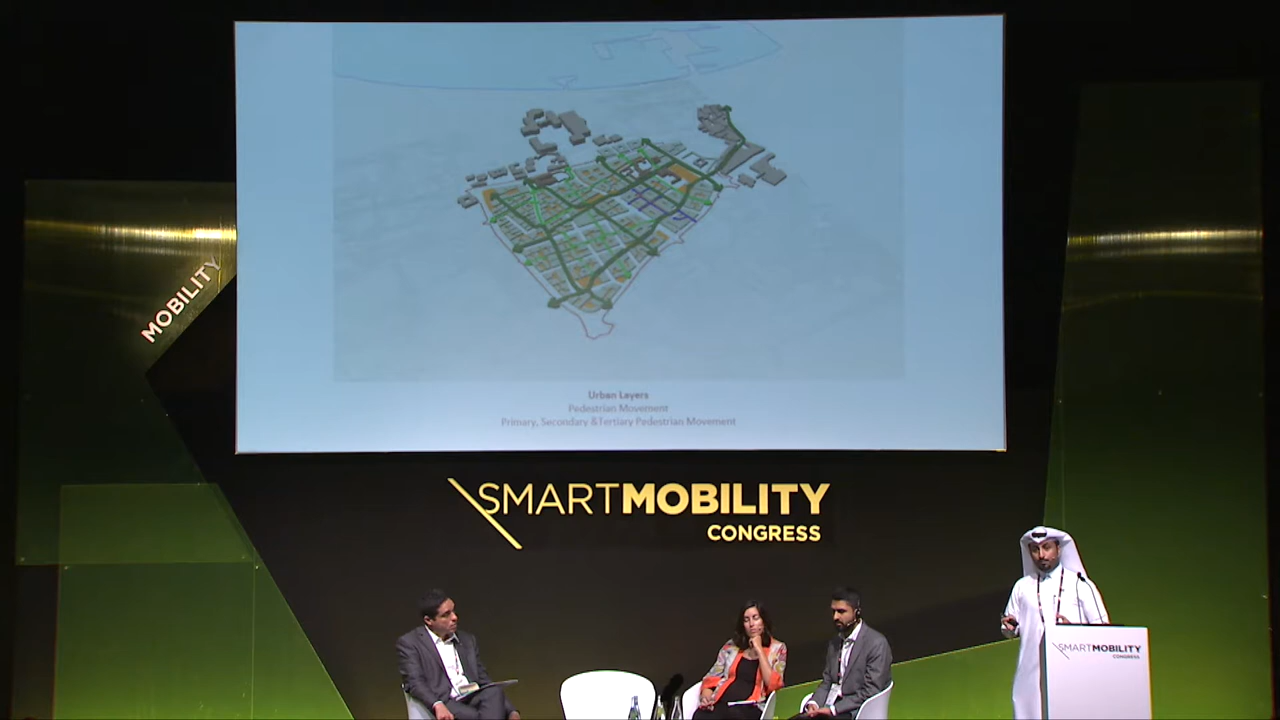 MOBILITY
Urban Layers
Pedestrian Movement
Primary, Secondary &Tertiary Pedestrian Movement
SMARTMOBILITY
CONGRESS
SMARTMOBILITY
CONGRESS